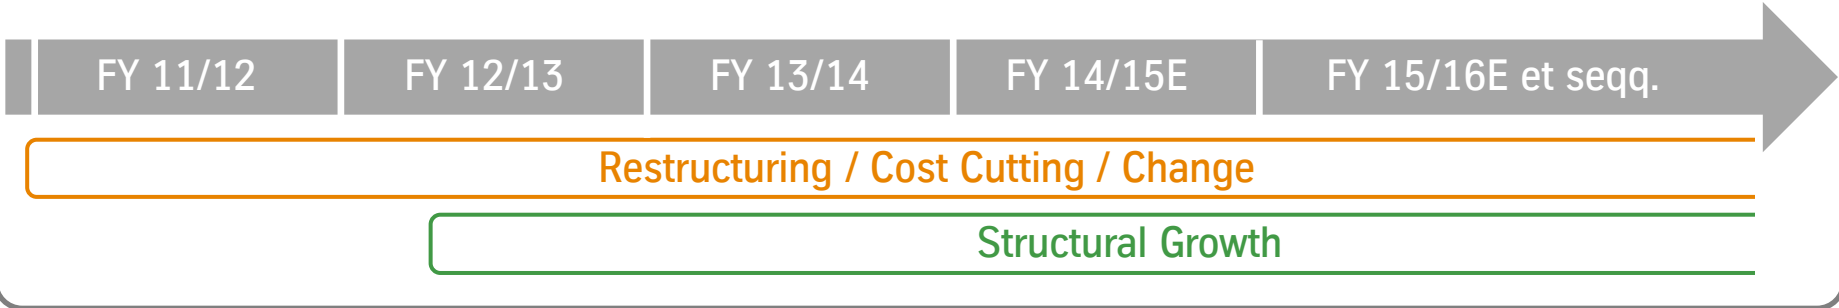 FY 11/12 FY 12/13 FY 13/14 FY 14/15E FY 15/16E et seqq.
Restructuring / Cost Cutting / Change
Structural Growth